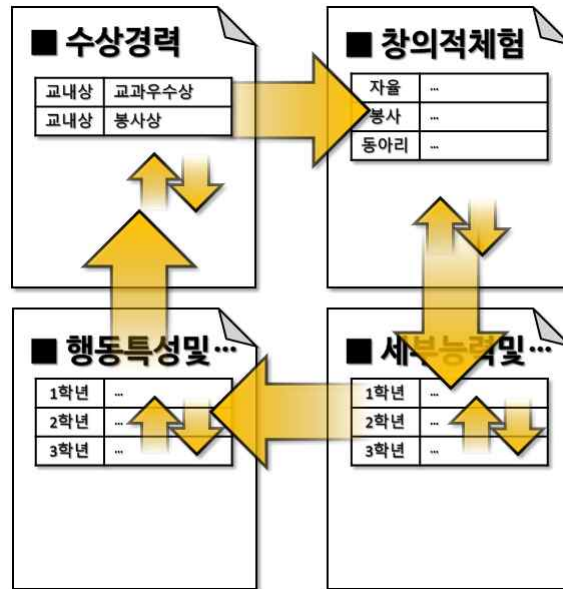 ■ 수상경력
교내상 교과우수상
교내상 봉사상
■ 창의적체험
자율 ...
봉사 ...
동아리 ...
■ 행동특성및...
1학년 ...
2학년 ...
3학년 ...
■ 세부능력및...
1학년 ...
2학년 ...
3학년 ...